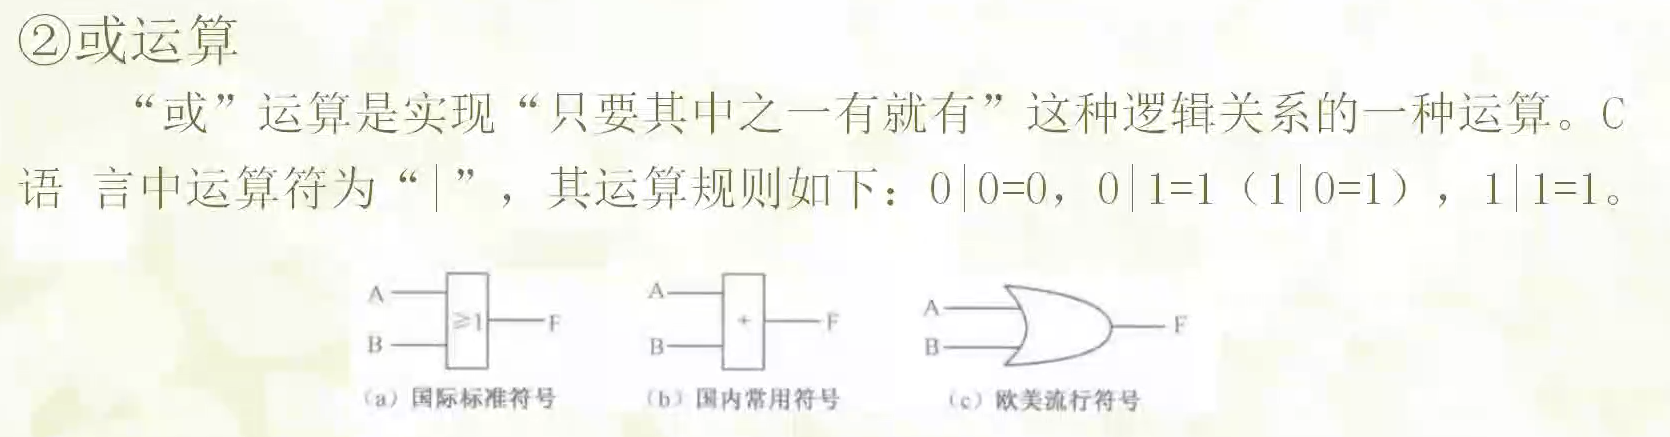 ②或运算
“或”运算是实现“只要其中之一有就有”这种逻辑关系的一种运算。C
语 言中运算符为“|”，其运算规则如下：0|0=0，0|1=1（1|0=1），1|1=1。
A
B
≥1
F
A
B
+
F
A
B
F
（a）国际标准符号
（b）国内常用符号
（c）欧美流行符号